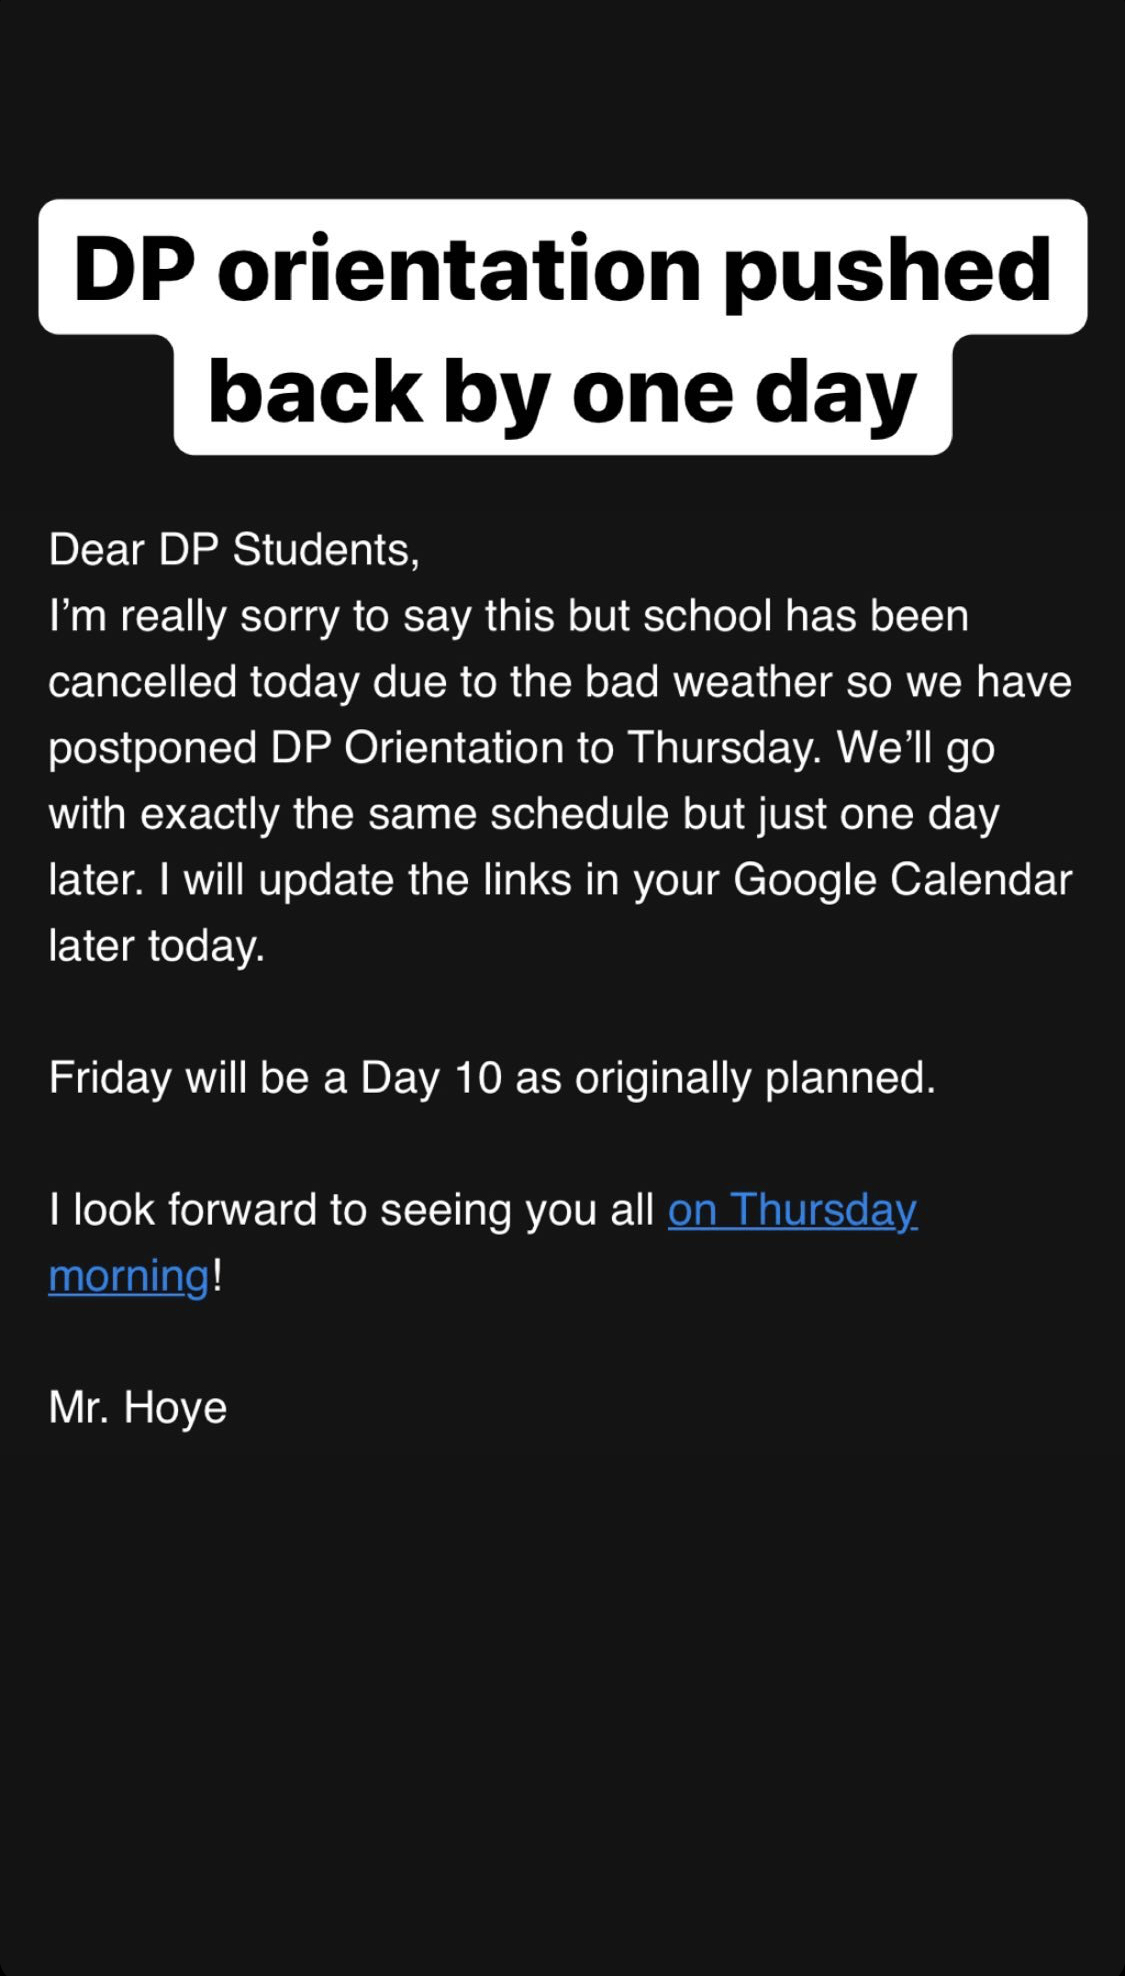 DP orientation pushed
back by one day
Dear DP Students,
I’m really sorry to say this but school has been
cancelled today due to the bad weather so we have
postponed DP Orientation to Thursday. We’ll go
with exactly the same schedule but just one day
later. I will update the links in your Google Calendar
later today.
Friday will be a Day 10 as originally planned.
I look forward to seeing you all on Thursday
morning!
Mr. Hoye